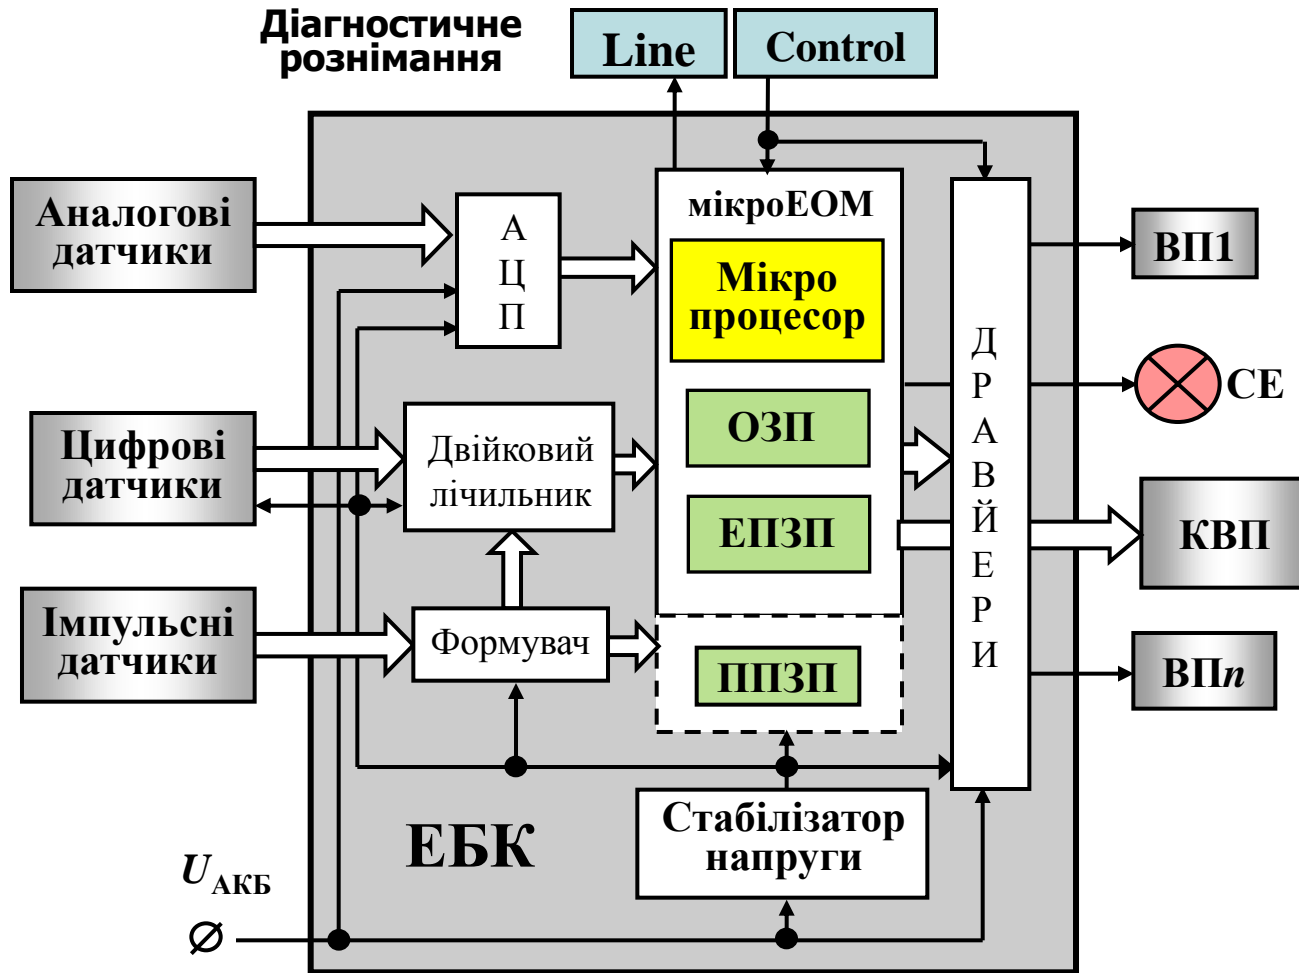 Діагностичне
рознімання
Line
Control
Аналогові
датчики
А
Ц
П
мікроЕОМ
Мікро
процесор
ОЗП
ЕПЗП
ППЗП
Цифрові
датчики
Двійковий
лічильник
Імпульсні
датчики
Формувач
Д
Р
А
В
Й
Е
Р
И
ВП1
CE
КВП
ВПn
Стабілізатор
напруги
ЕБК
UАКБ